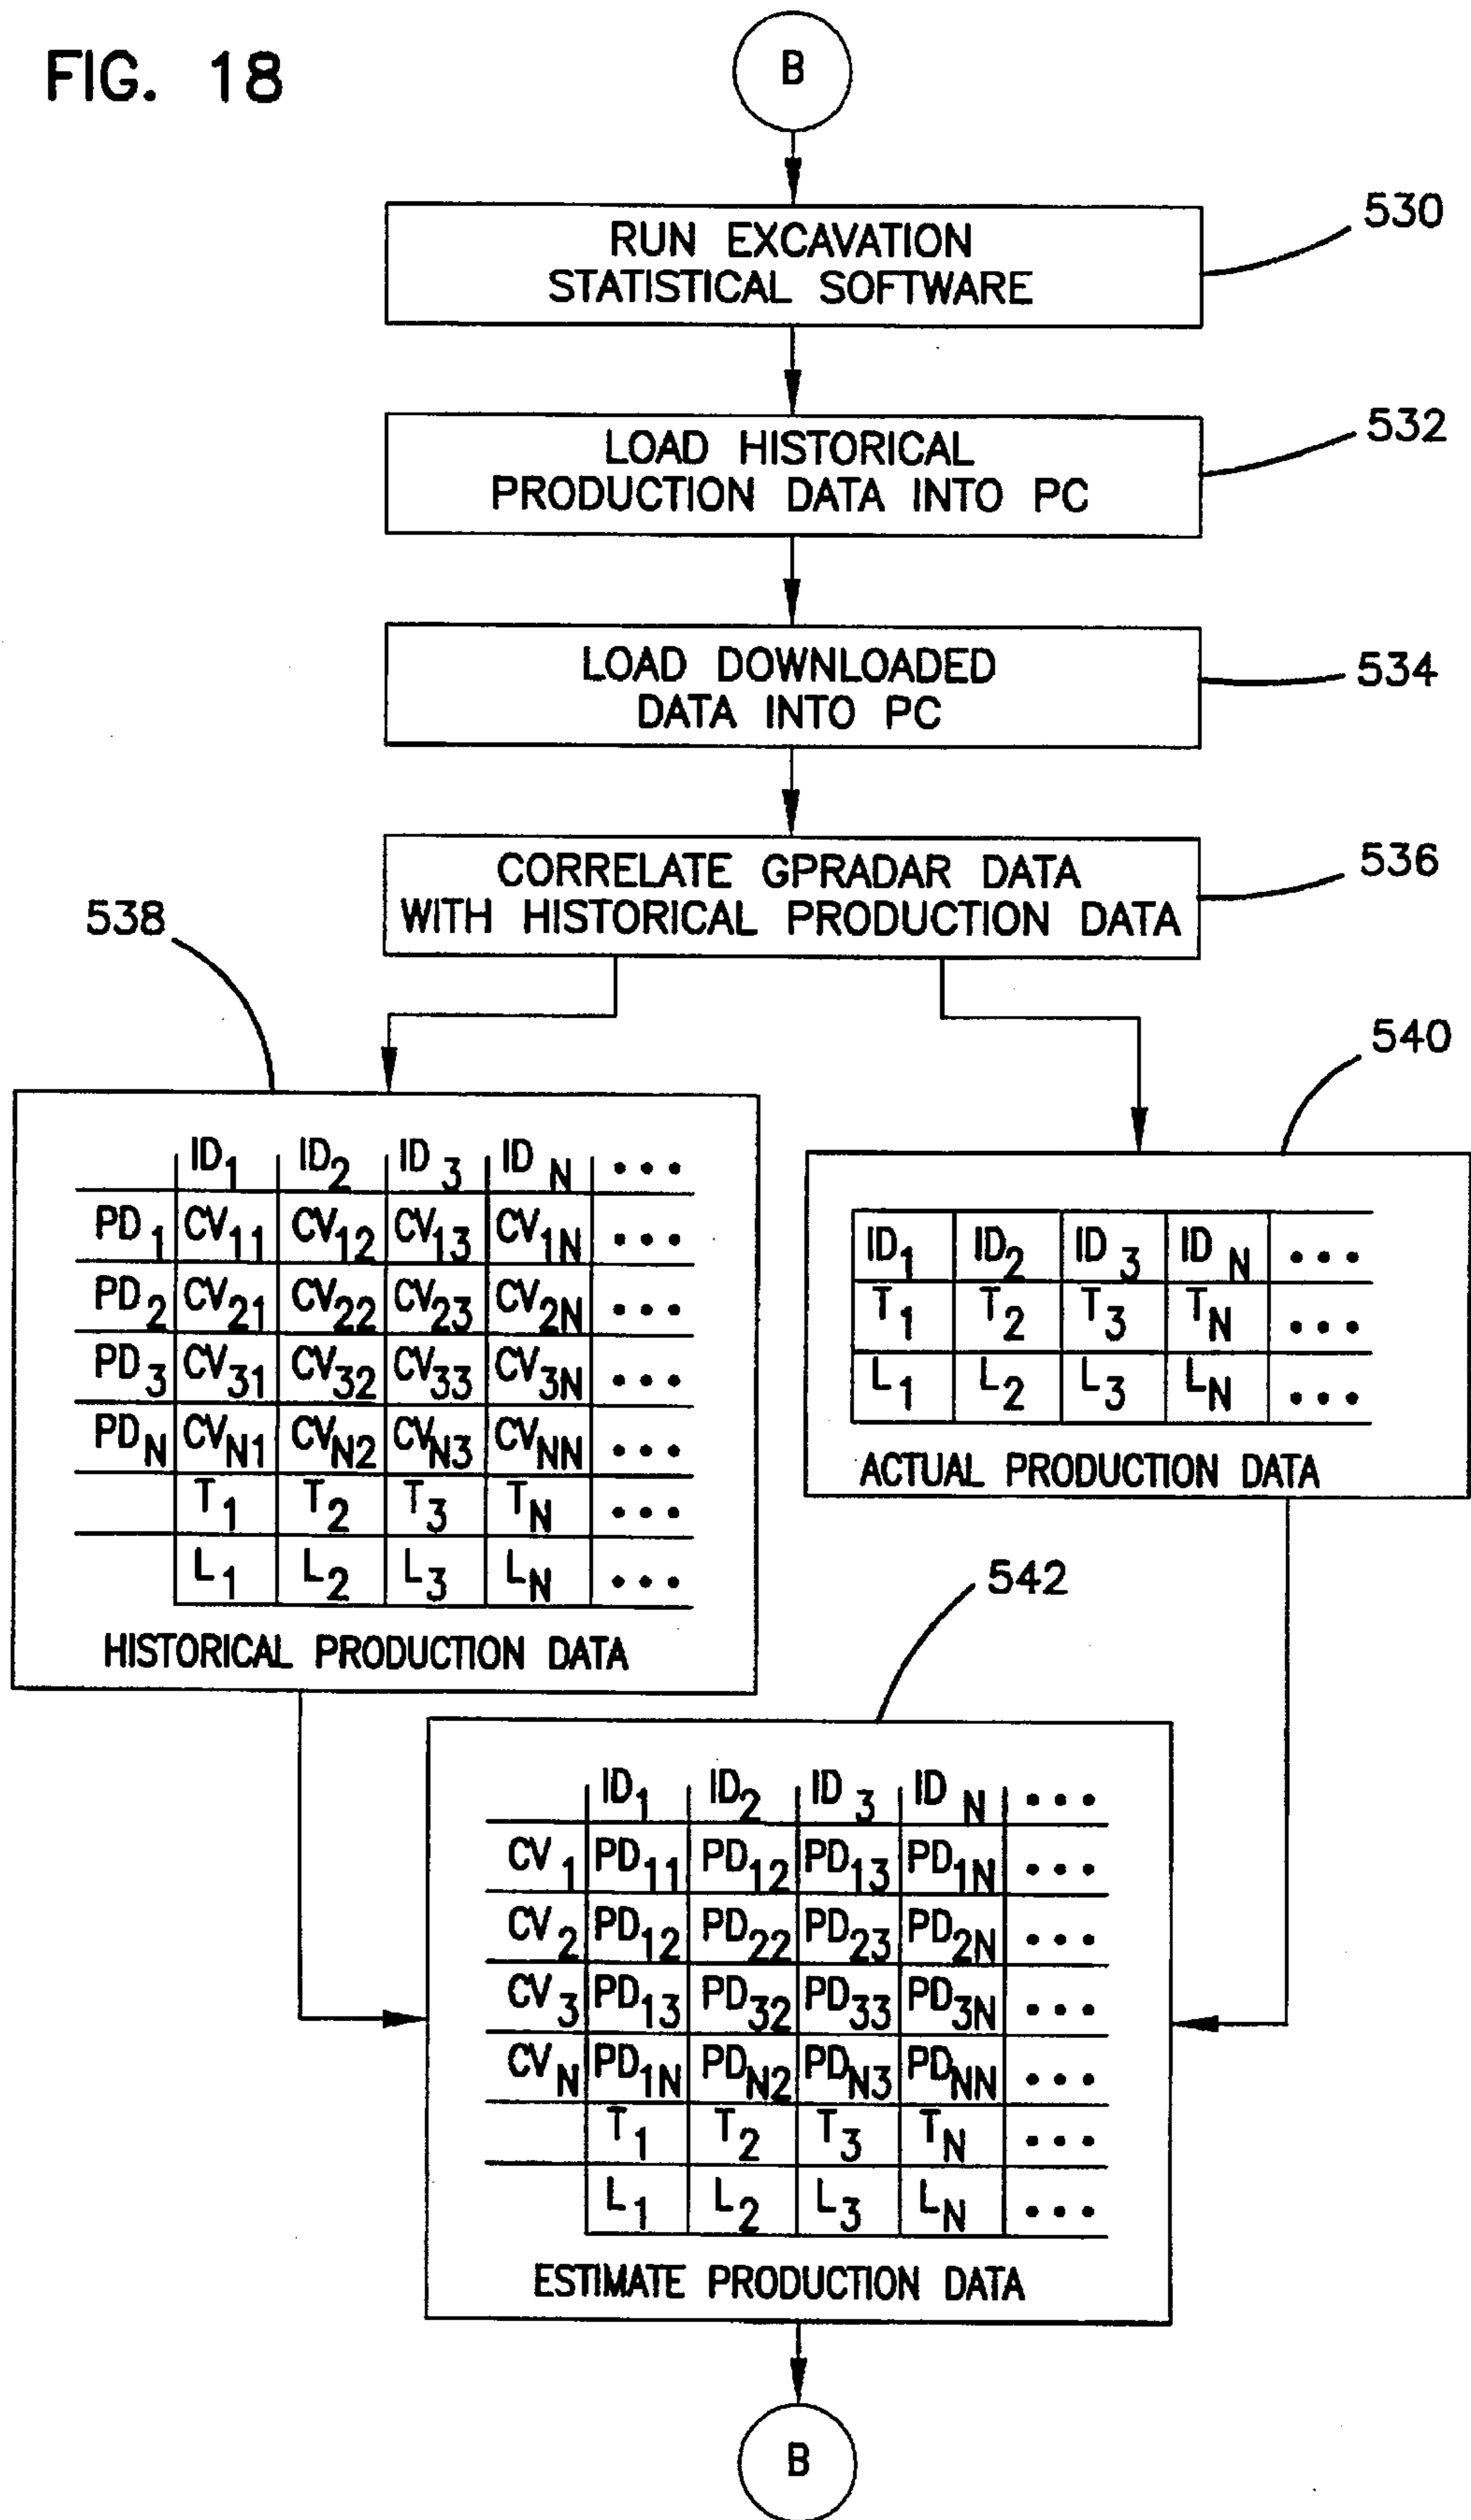 FIG. 18
B
RUN EXCAVATION
STATISTICAL SOFTWARE
530
LOAD HISTORICAL
PRODUCTION DATA INTO PC
532
LOAD DOWNLOADED
DATA INTO PC
534
CORRELATE GPRADAR DATA
WITH HISTORICAL PRODUCTION DATA
536
538
ID1 ID2 ID3 IDN •••
PD1 CV11 CV12 CV13 CV1N •••
PD2 CV21 CV22 CV23 CV2N •••
PD3 CV31 CV32 CV33 CV3N •••
PDN CVN1 CVN2 CVN3 CVNN •••
T1 T2 T3 TN •••
L1 L2 L3 LN •••
HISTORICAL PRODUCTION DATA
540
ID1 ID2 ID3 IDN •••
T1 T2 T3 TN •••
L1 L2 L3 LN •••
ACTUAL PRODUCTION DATA
542
ID1 ID2 ID3 IDN •••
CV1 PD11 PD12 PD13 PD1N •••
CV2 PD12 PD22 PD23 PD2N •••
CV3 PD13 PD32 PD33 PD3N •••
CVN PD1N PDN2 PDN3 PDNN •••
T1 T2 T3 TN •••
L1 L2 L3 LN •••
ESTIMATE PRODUCTION DATA
B